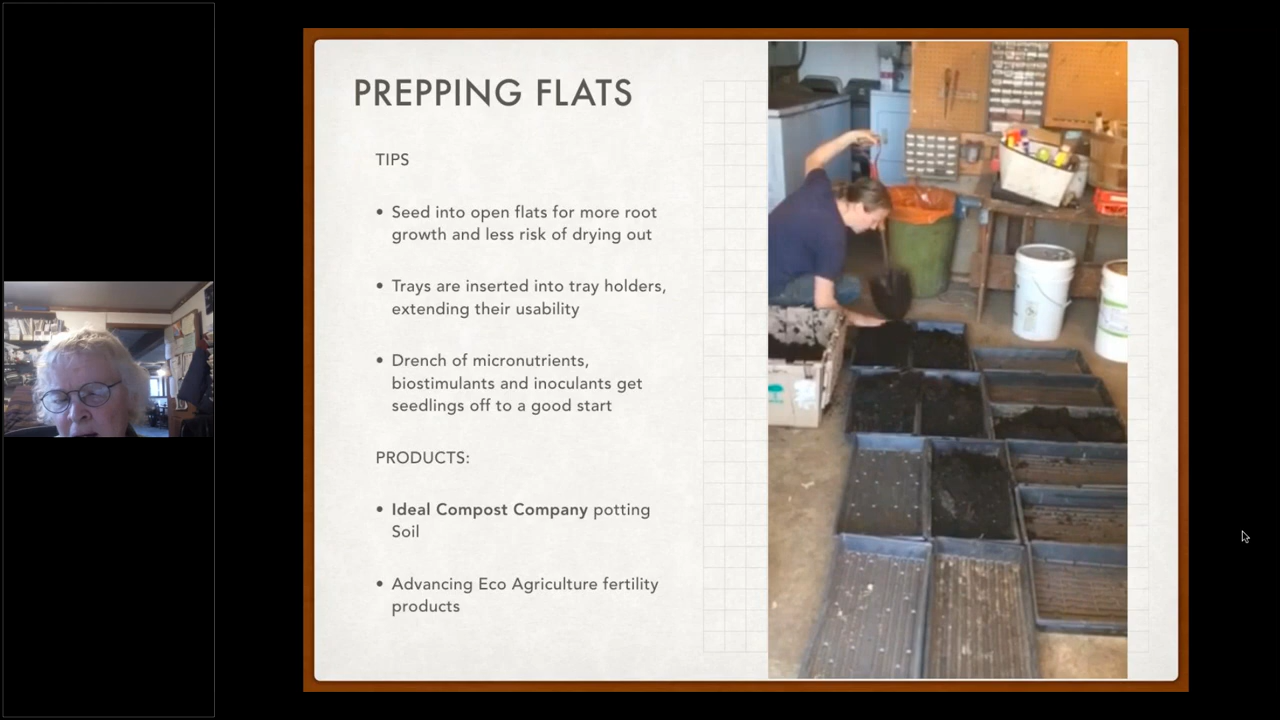 PREPPING FLATS
TIPS
• Seed into open flats for more root
growth and less risk of drying out
• Trays are inserted into tray holders,
extending their usability
• Drench of micronutrients,
biostimulants and inoculants get
seedlings off to a good start
PRODUCTS:
• Ideal Compost Company potting
Soil
• Advancing Eco Agriculture fertility
products